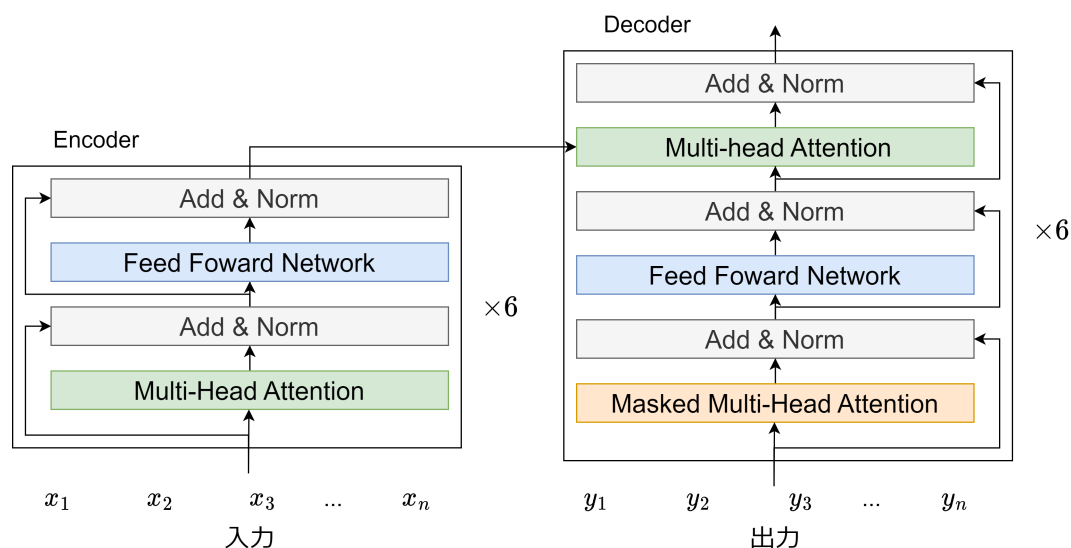 Encoder
Add & Norm
Feed Foward Network
Add & Norm
Multi-Head Attention
×6
x₁ x₂ x₃ ... xₙ
入力
Decoder
Add & Norm
Multi-head Attention
Add & Norm
Feed Foward Network
Add & Norm
Masked Multi-Head Attention
×6
y₁ y₂ y₃ ... yₙ
出力